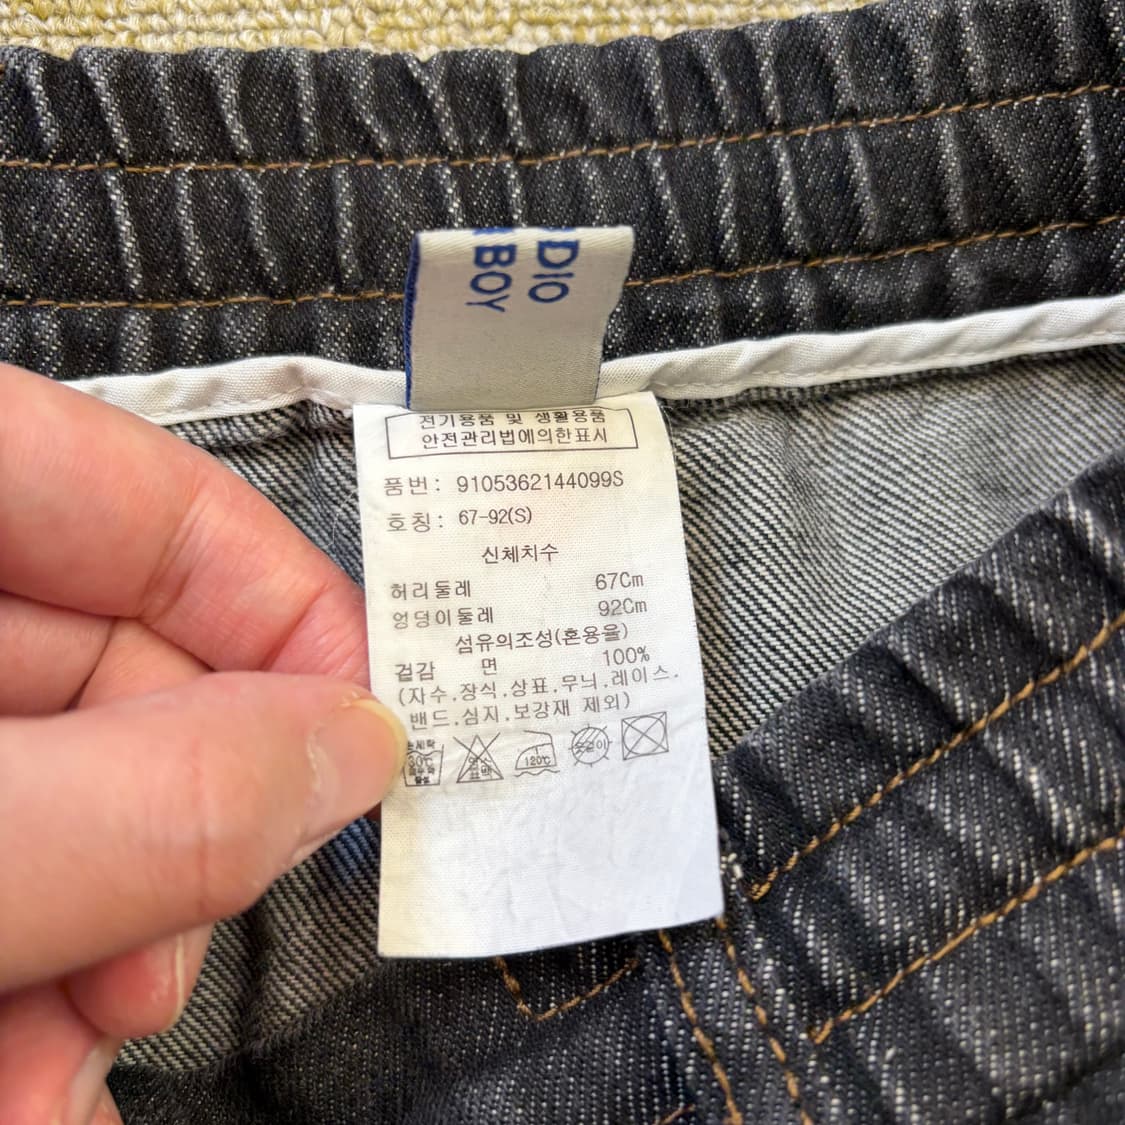 DIO
BOY
전기용품 및 생활용품
안전관리법에의한표시
품번: 9105362144099S
호칭: 67-92(S)
신체치수
허리둘레 67Cm
엉덩이둘레 92Cm
섬유의조성(혼용율)
겉감 면 100%
(자수.장식.상표.무늬.레이스.
밴드.심지.보강재 제외)
30℃
120℃